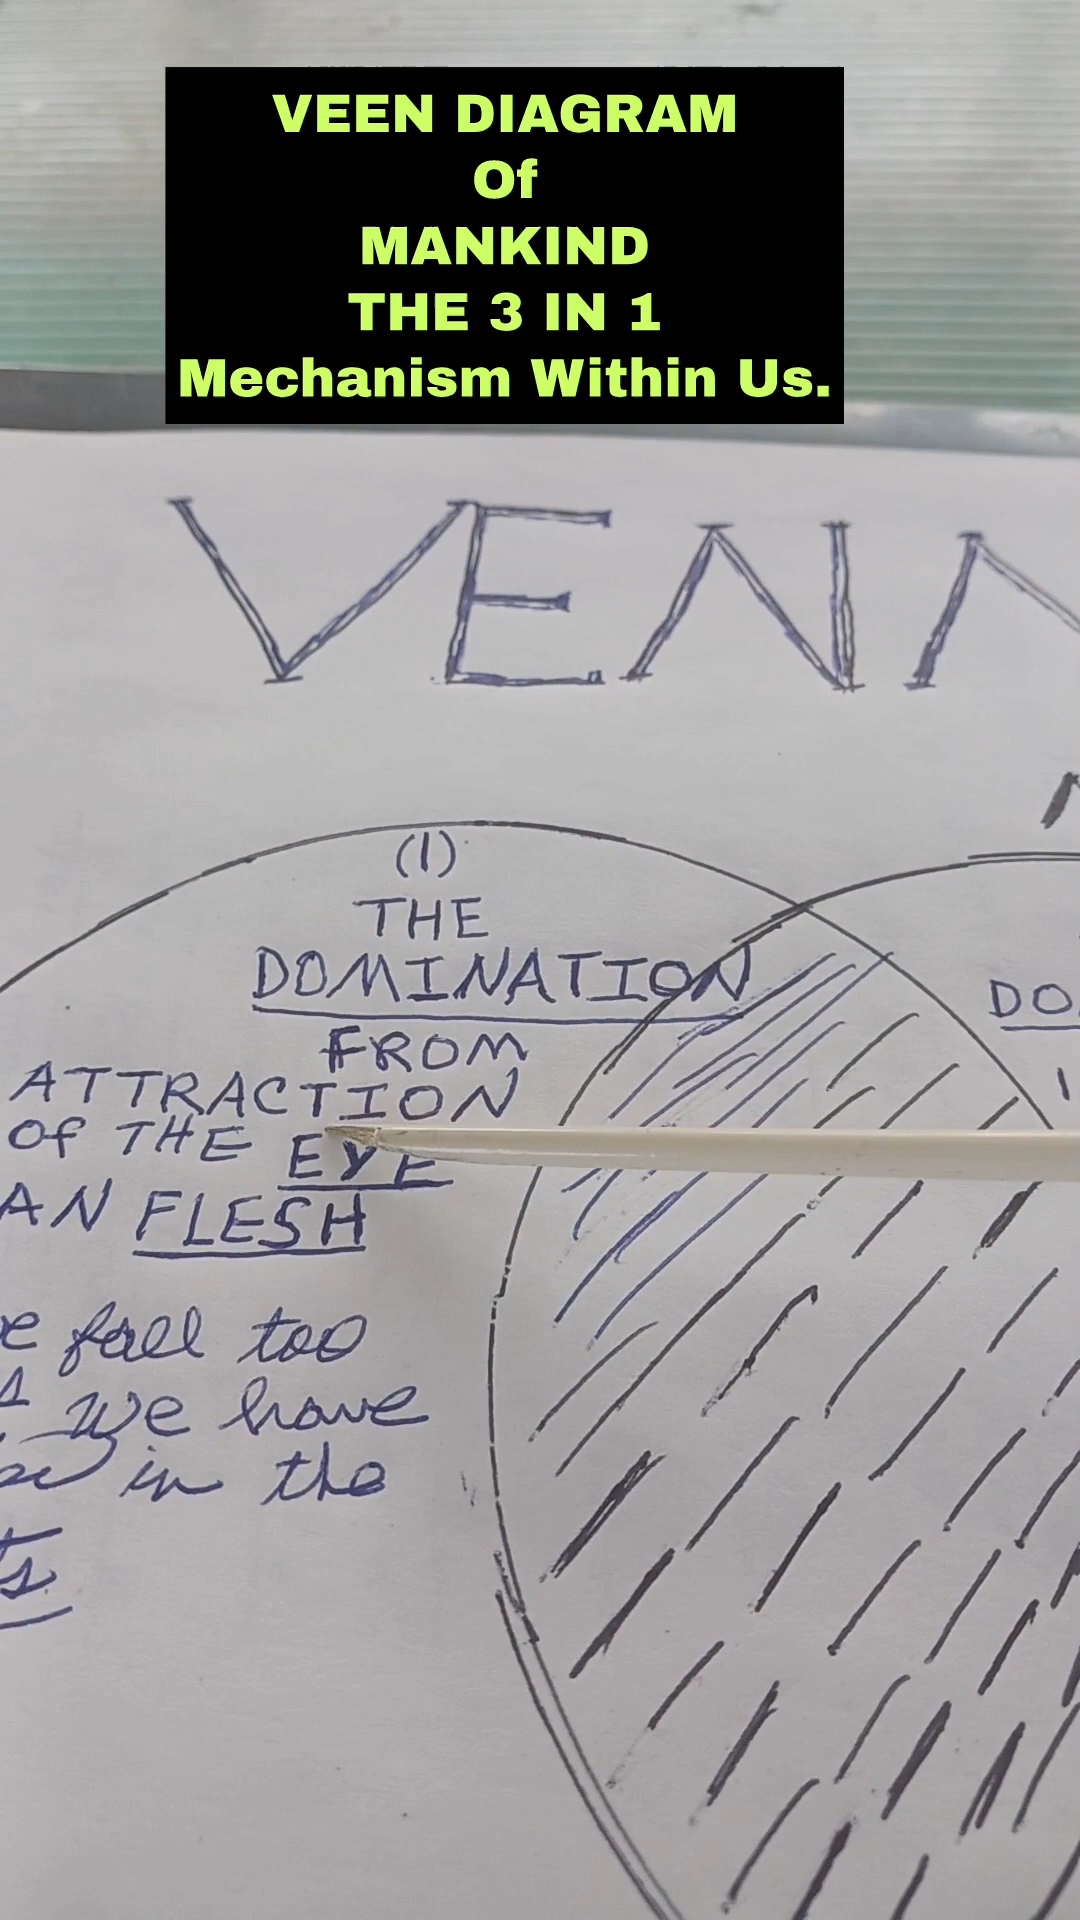 VEEN DIAGRAM
Of
MANKIND
THE 3 IN 1
Mechanism Within Us.
VENN
(1)
THE
DOMINATION
FROM
ATTRACTION
Of THE EYE
AN FLESH
fall too
We have
in the
DO